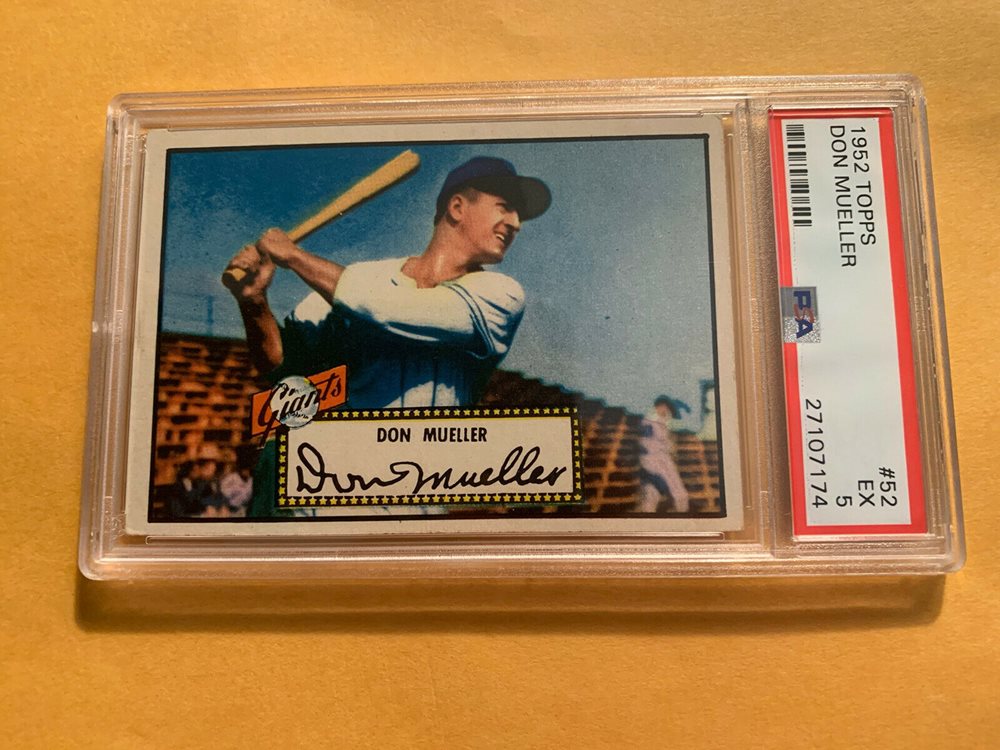 Giants
DON MUELLER
Don Mueller
1952 TOPPS
DON MUELLER
#52
EX
5
PSA
27107174